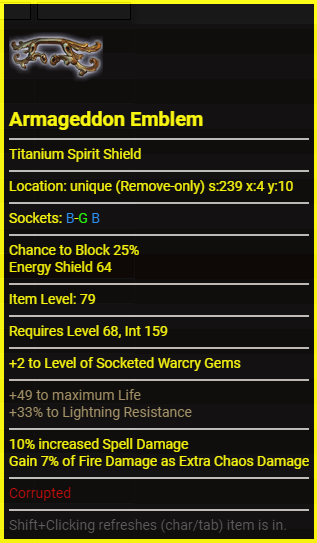 Armageddon Emblem
Titanium Spirit Shield
Location: unique (Remove-only) s:239 x:4 y:10
Sockets: B-G B
Chance to Block 25%
Energy Shield 64
Item Level: 79
Requires Level 68, Int 159
+2 to Level of Socketed Warcry Gems
+49 to maximum Life
+33% to Lightning Resistance
10% increased Spell Damage
Gain 7% of Fire Damage as Extra Chaos Damage
Corrupted
Shift+Clicking refreshes (char/tab) item is in.